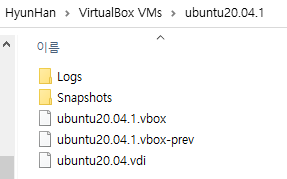 HyunHan > VirtualBox VMs > ubuntu20.04.1
이름
Logs
Snapshots
ubuntu20.04.1.vbox
ubuntu20.04.1.vbox-prev
ubuntu20.04.vdi